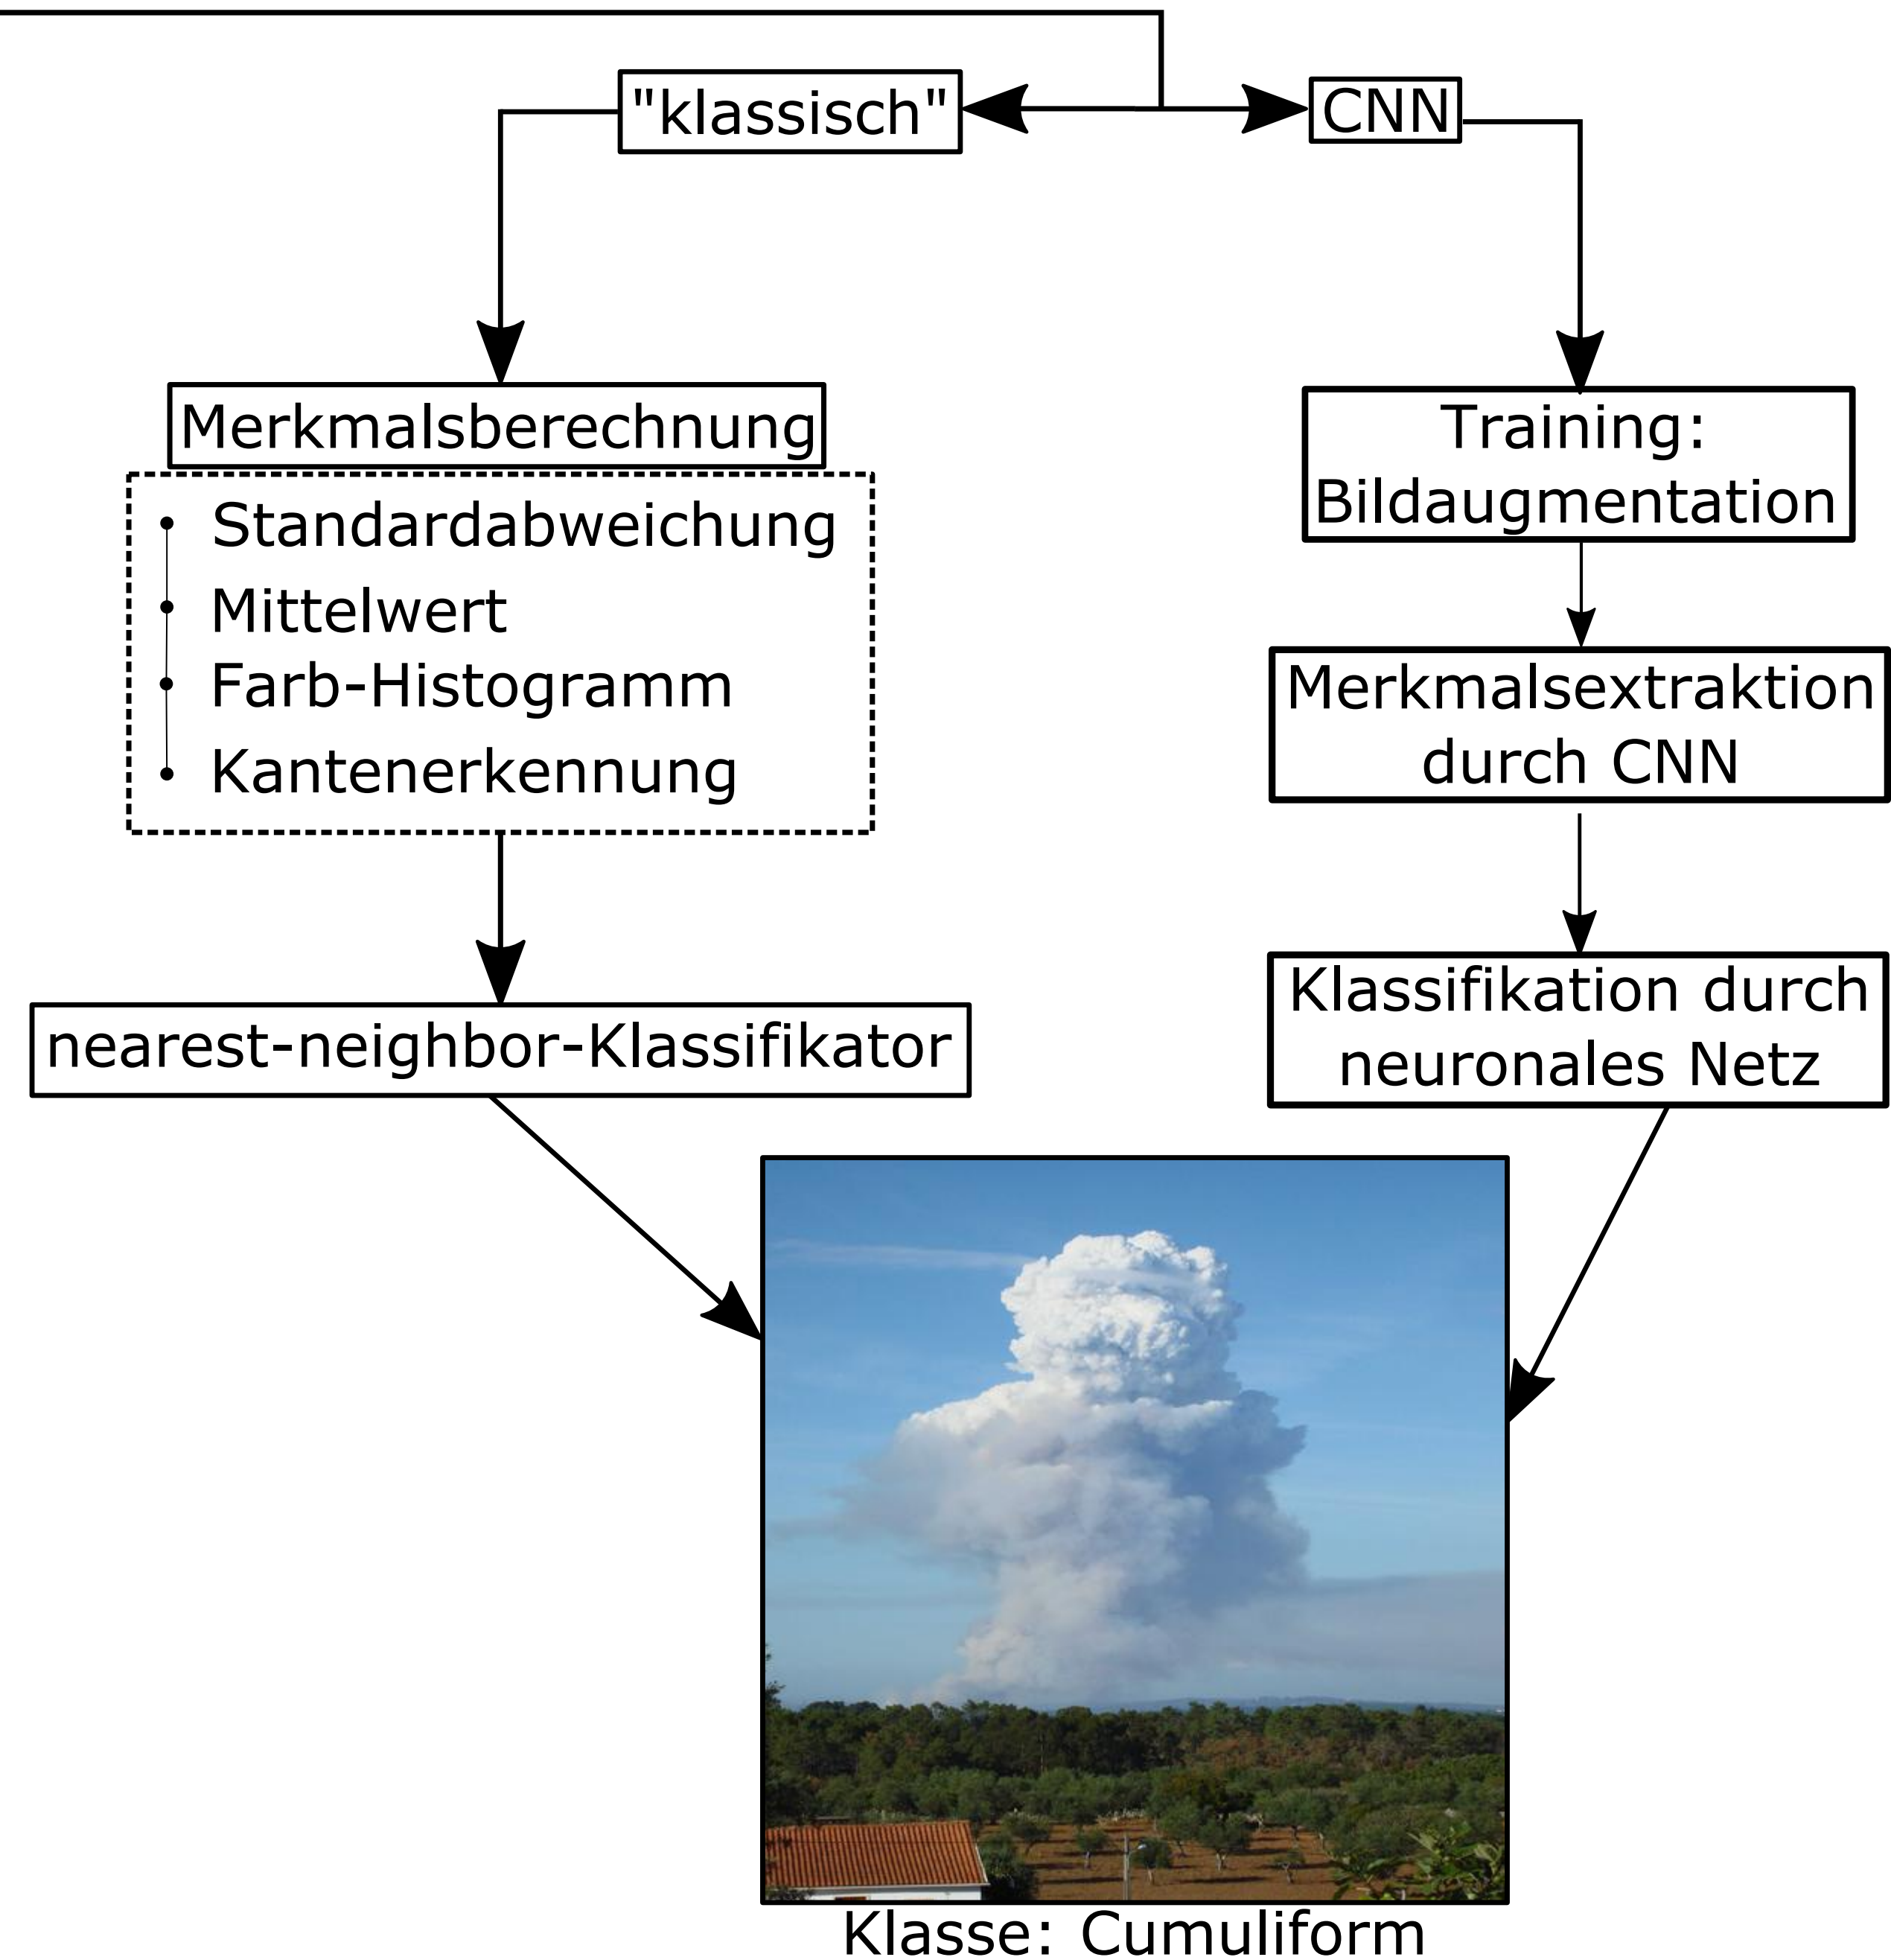 "klassisch"
CNN
Merkmalsberechnung
• Standardabweichung
• Mittelwert
• Farb-Histogramm
• Kantenerkennung
nearest-neighbor-Klassifikator
Training:
Bildaugmentation
Merkmalsextraktion
durch CNN
Klassifikation durch
neuronales Netz
Klasse: Cumuliform